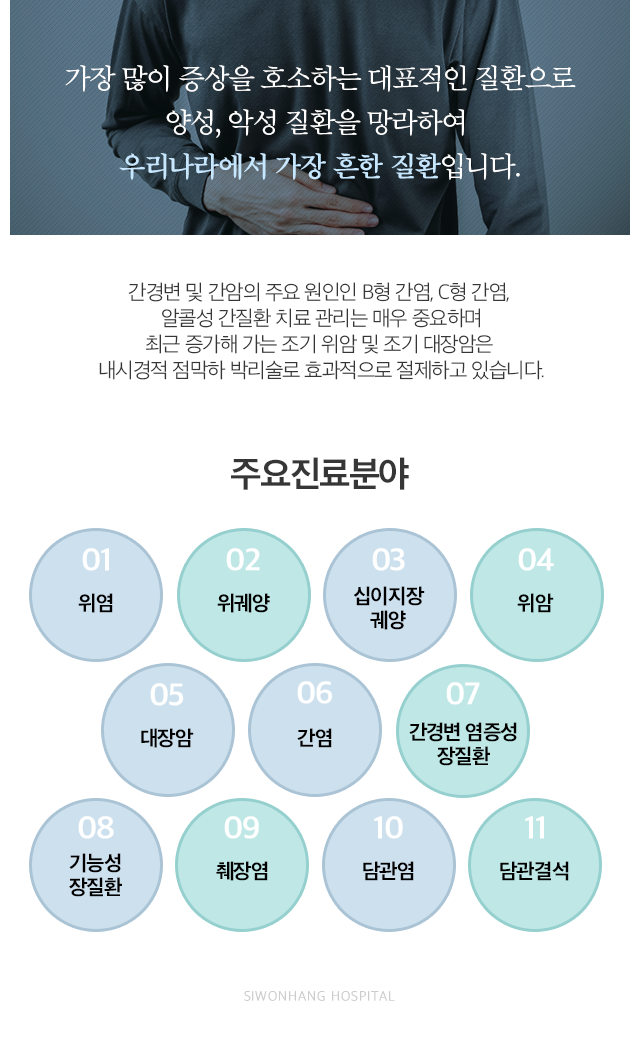 가장 많이 증상을 호소하는 대표적인 질환으로
양성, 악성 질환을 망라하여
우리나라에서 가장 흔한 질환입니다.
간경변 및 간암의 주요 원인인 B형 간염, C형 간염,
알콜성 간질환 치료 관리는 매우 중요하며
최근 증가해 가는 조기 위암 및 조기 대장암은
내시경적 점막하 박리술로 효과적으로 절제하고 있습니다.
주요진료분야
01
위염
02
위궤양
03
십이지장
궤양
04
위암
05
대장암
06
간염
07
간경변 염증성
장질환
08
기능성
장질환
09
췌장염
10
담관염
11
담관결석
SIWONHANG HOSPITAL